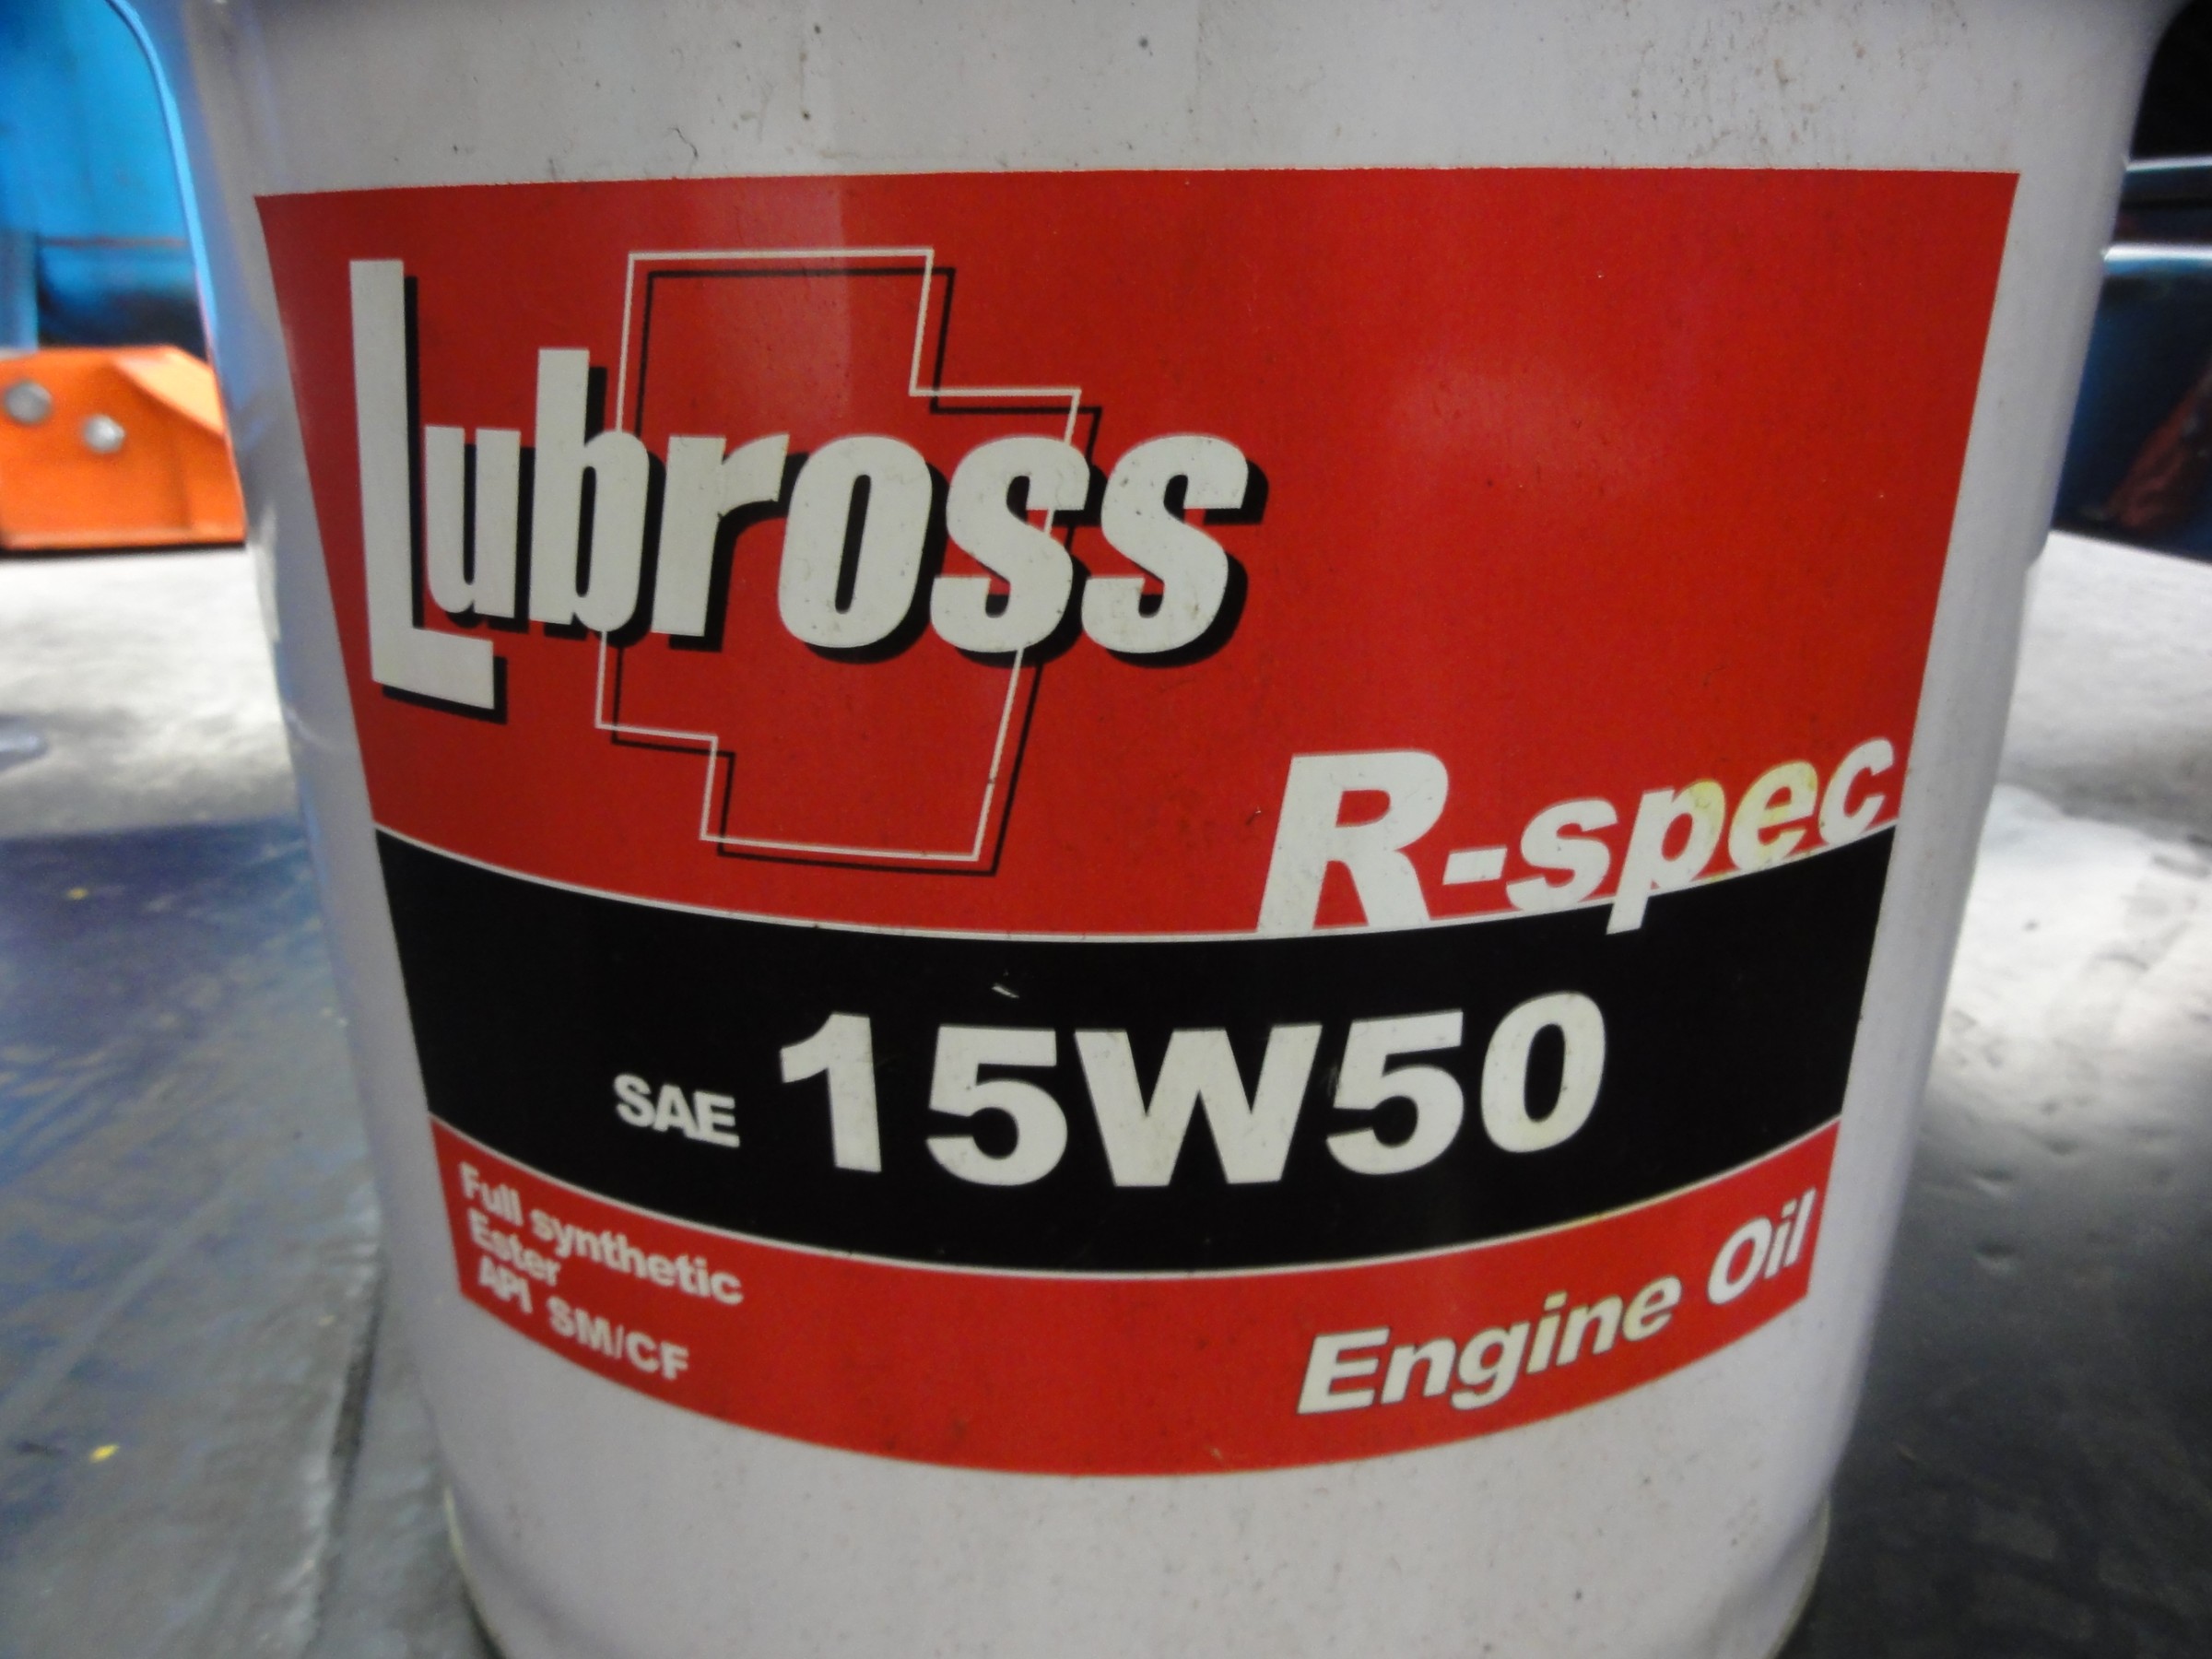 Lubross
R-spec
SAE 15W50
Full synthetic
Ester
API SM/CF
Engine Oil